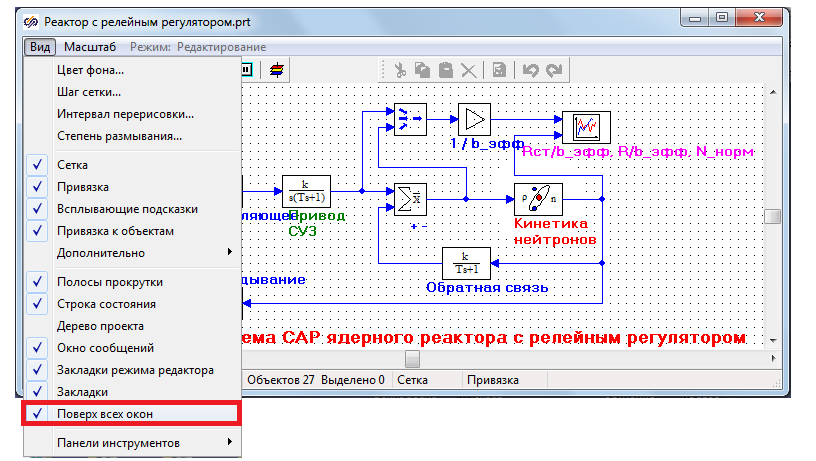 Реактор с релейным регулятором.prt
Вид Масштаб Режим: Редактирование
Цвет фона...
Шаг сетки...
Интервал перерисовки...
Степень размывания...
Сетка
Привязка
Всплывающие подсказки
Привязка к объектам
Дополнительно
Полосы прокрутки
Строка состояния
Дерево проекта
Окно сообщений
Закладки режима редактора
Закладки
Поверх всех окон
Панели инструментов
1 / b_эфф
Rст/b_эфф, R/b_эфф, N_норм
k
s(Ts+1)
ляющее
Привод
СУЗ
X
+ -
ρ n
Кинетика
нейтронов
k
Ts+1
Обратная связь
дывание
ема САР ядерного реактора с релейным регулятором
Объектов 27 Выделено 0 Сетка Привязка